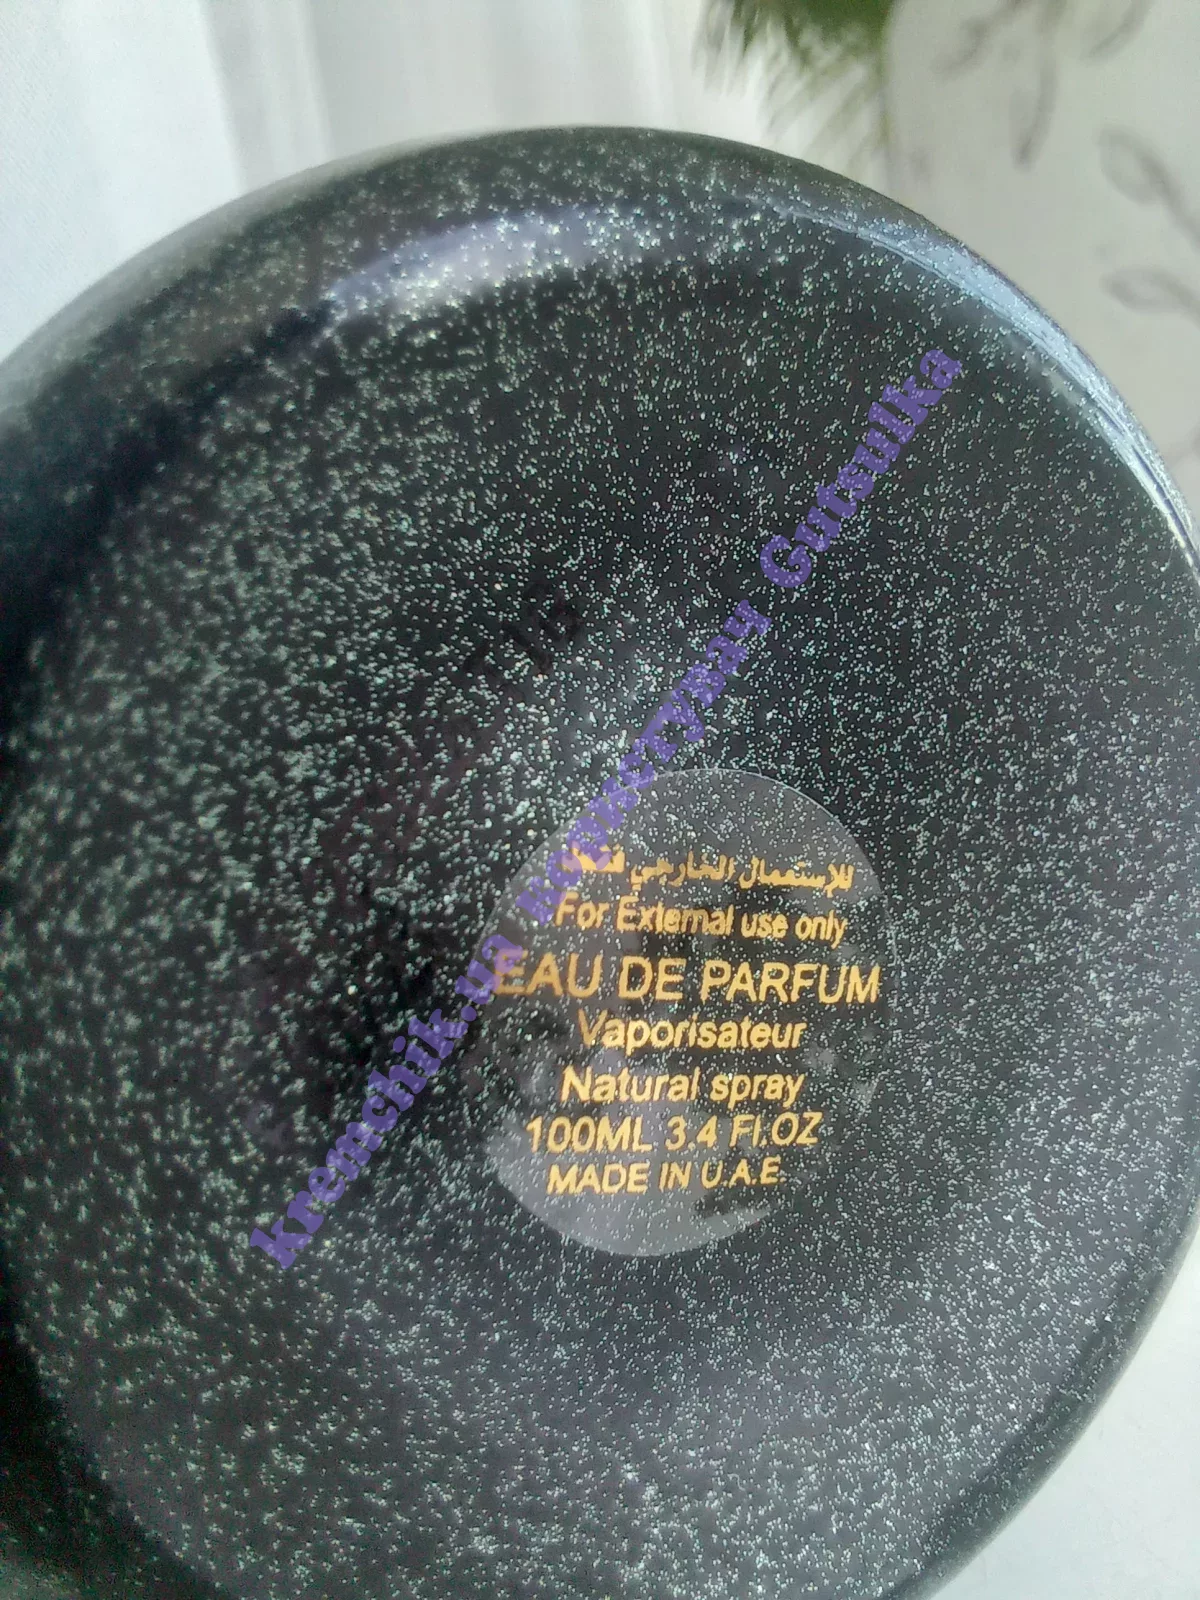 للإستعمال الخارجي فقط
For External use only
EAU DE PARFUM
Vaporisateur
Natural spray
100ML 3.4 Fl.OZ
MADE IN U.A.E.
kremchik.ua користувач Gutsulka